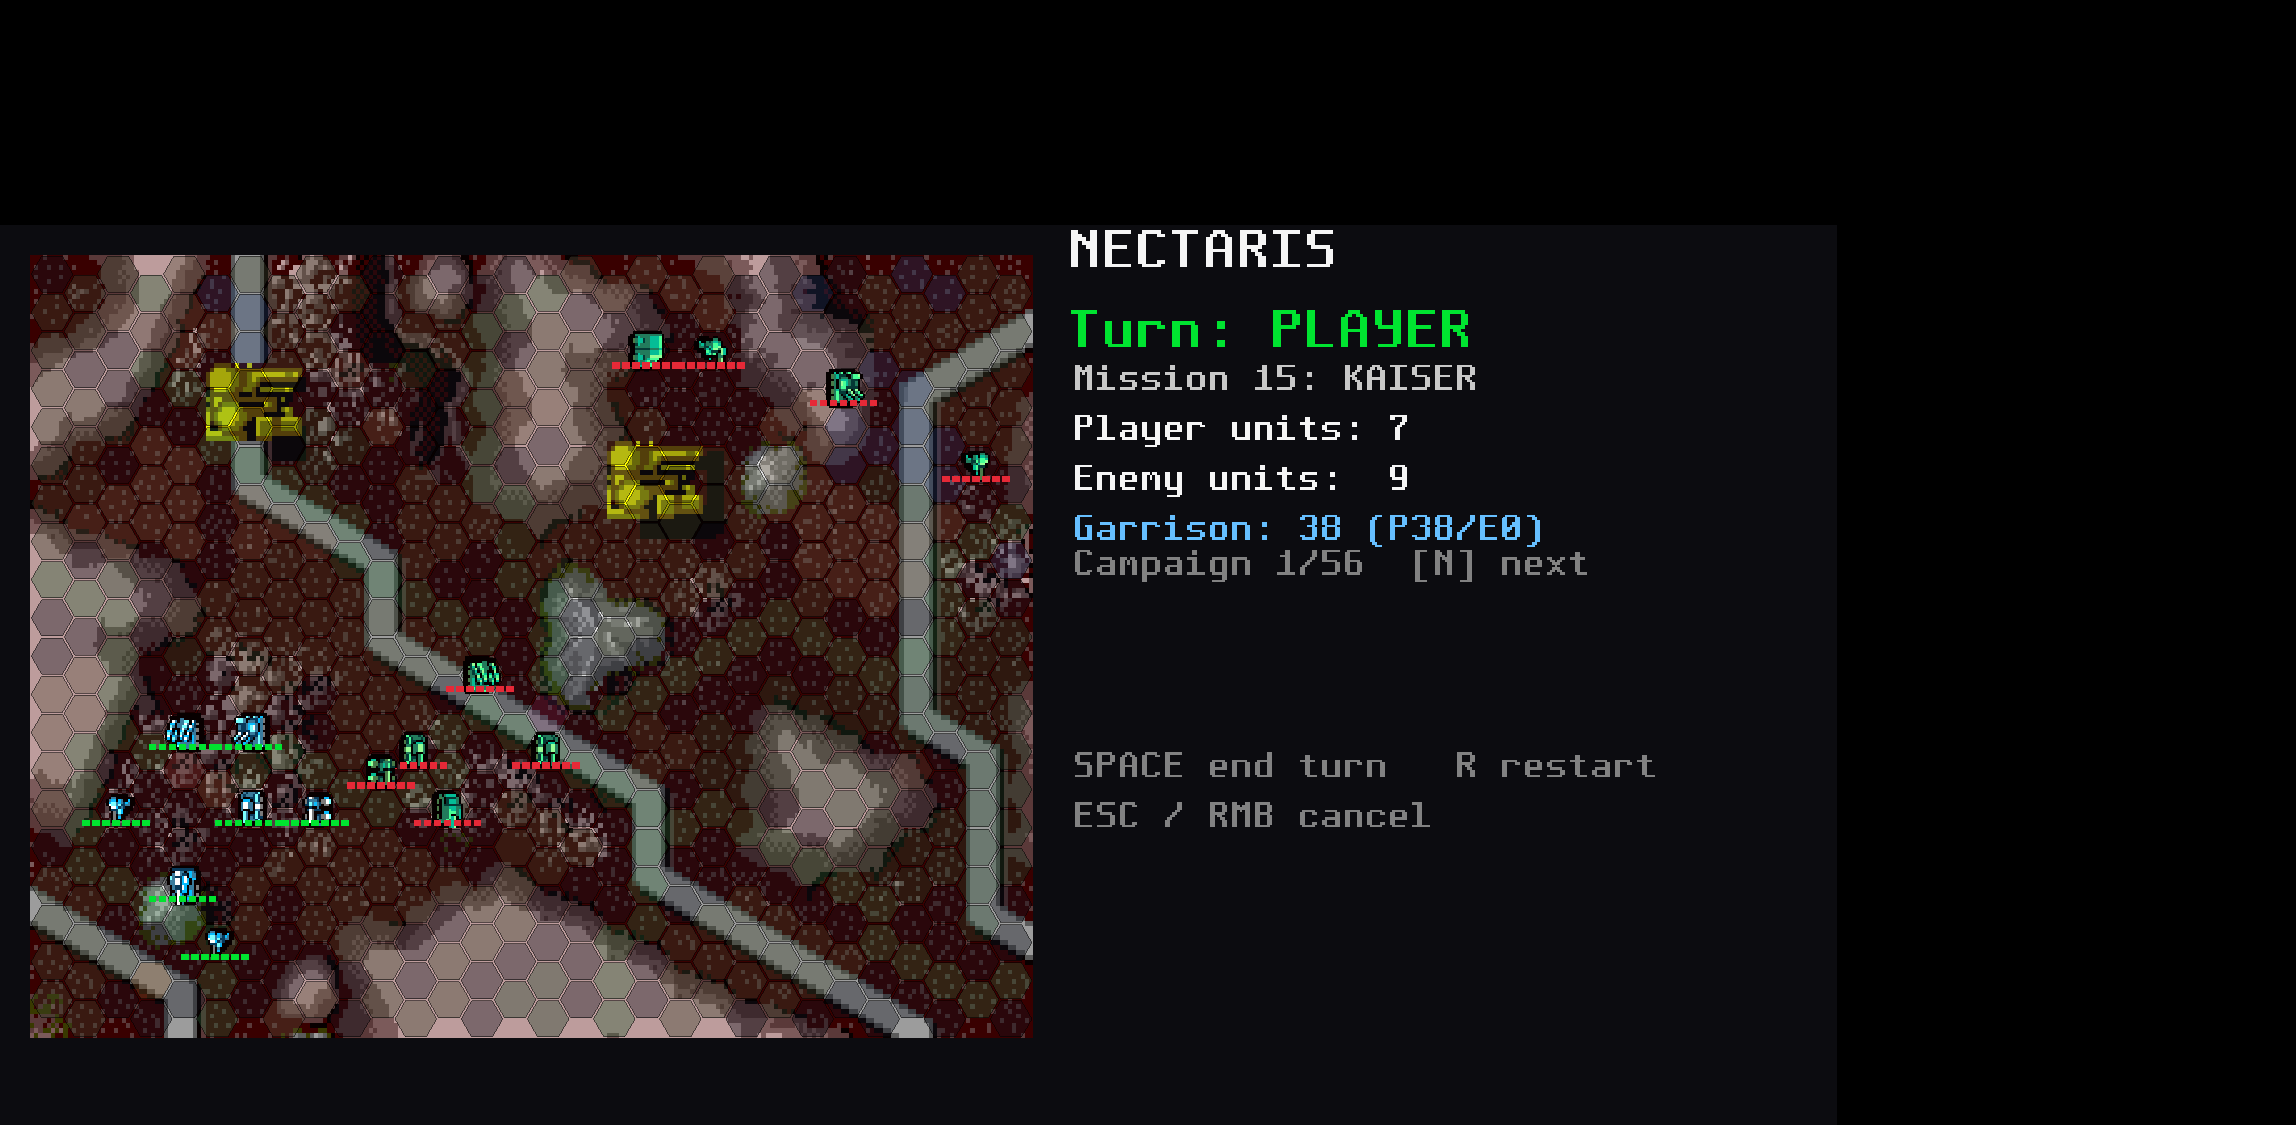 NECTARIS
Turn: PLAYER
Mission 15: KAISER
Player units: 7
Enemy units:  9
Garrison: 38 (P38/E0)
Campaign 1/56  [N] next
SPACE end turn   R restart
ESC / RMB cancel